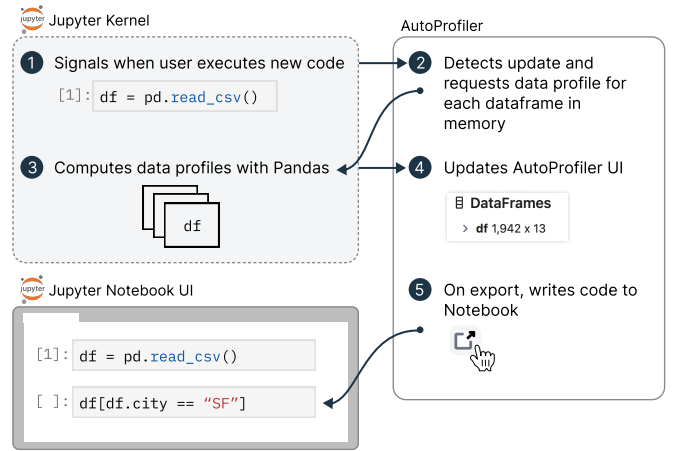 jupyter
Jupyter Kernel
AutoProfiler
1 Signals when user executes new code
[1]: df = pd.read_csv()
2 Detects update and
requests data profile for
each dataframe in
memory
3 Computes data profiles with Pandas
df
4 Updates AutoProfiler UI
DataFrames
> df 1,942 x 13
jupyter
Jupyter Notebook UI
5 On export, writes code to
Notebook
[1]: df = pd.read_csv()
[ ]: df[df.city == “SF”]